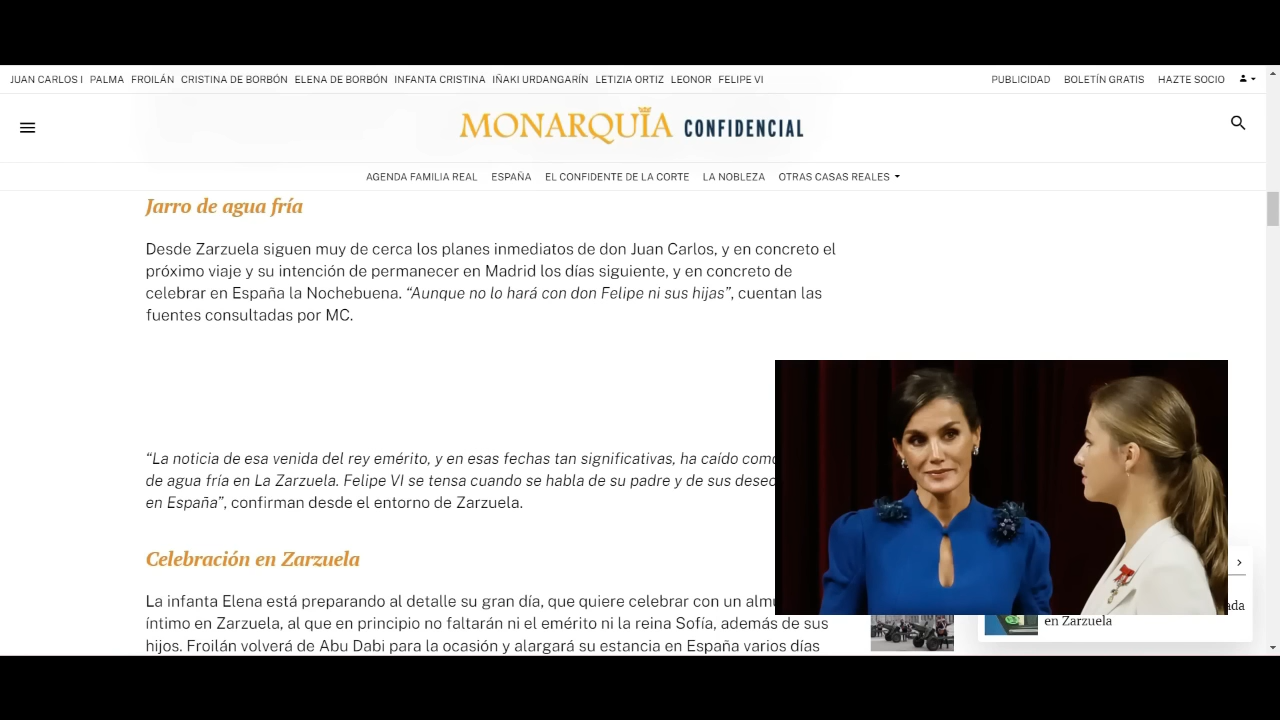 JUAN CARLOS I PALMA FROILÁN CRISTINA DE BORBÓN ELENA DE BORBÓN INFANTA CRISTINA IÑAKI URDANGARÍN LETIZIA ORTIZ LEONOR FELIPE VI PUBLICIDAD BOLETÍN GRATIS HAZTE SOCIO
MONARQUÍA CONFIDENCIAL
AGENDA FAMILIA REAL ESPAÑA EL CONFIDENTE DE LA CORTE LA NOBLEZA OTRAS CASAS REALES
Jarro de agua fría
Desde Zarzuela siguen muy de cerca los planes inmediatos de don Juan Carlos, y en concreto el
próximo viaje y su intención de permanecer en Madrid los días siguiente, y en concreto de
celebrar en España la Nochebuena. “Aunque no lo hará con don Felipe ni sus hijas”, cuentan las
fuentes consultadas por MC.
“La noticia de esa venida del rey emérito, y en esas fechas tan significativas, ha caído
de agua fría en La Zarzuela. Felipe VI se tensa cuando se habla de su padre y de sus
en España”, confirman desde el entorno de Zarzuela.
Celebración en Zarzuela
La infanta Elena está preparando al detalle su gran día, que quiere celebrar con un
íntimo en Zarzuela, al que en principio no faltarán ni el emérito ni la reina Sofía, además de sus
en Zarzuela
hijos. Froilán volverá de Abu Dabi para la ocasión y alargará su estancia en España varios días